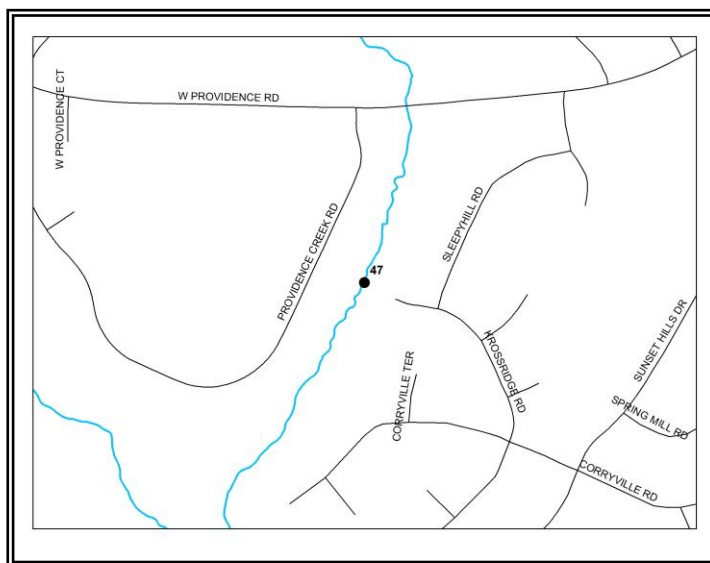 W PROVIDENCE CT
W PROVIDENCE RD
PROVIDENCE CREEK RD
SLEEPYHILL RD
47
KROSSRIDGE RD
SUNSET HILLS DR
CORRYVILLE TER
SPRING MILL RD
CORRYVILLE RD